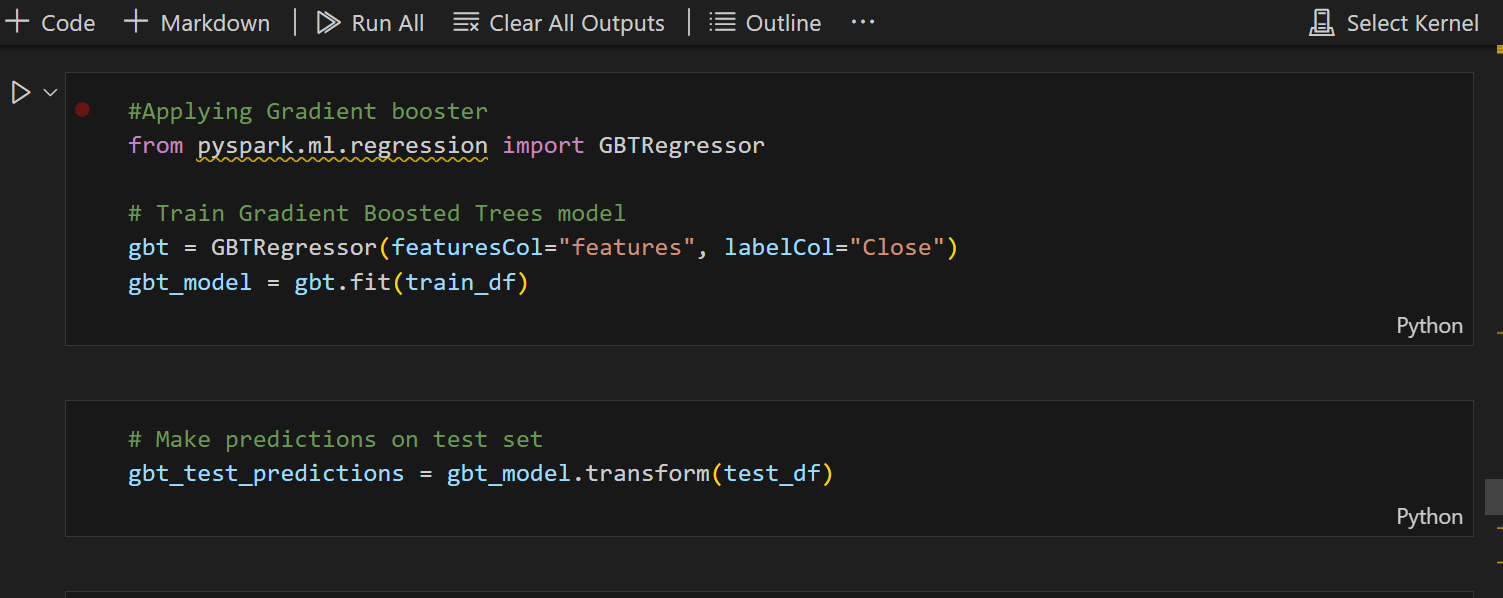 Code Markdown Run All Clear All Outputs Outline ... Select Kernel
#Applying Gradient booster
from pyspark.ml.regression import GBTRegressor
# Train Gradient Boosted Trees model
gbt = GBTRegressor(featuresCol="features", labelCol="Close")
gbt_model = gbt.fit(train_df)
Python
# Make predictions on test set
gbt_test_predictions = gbt_model.transform(test_df)
Python